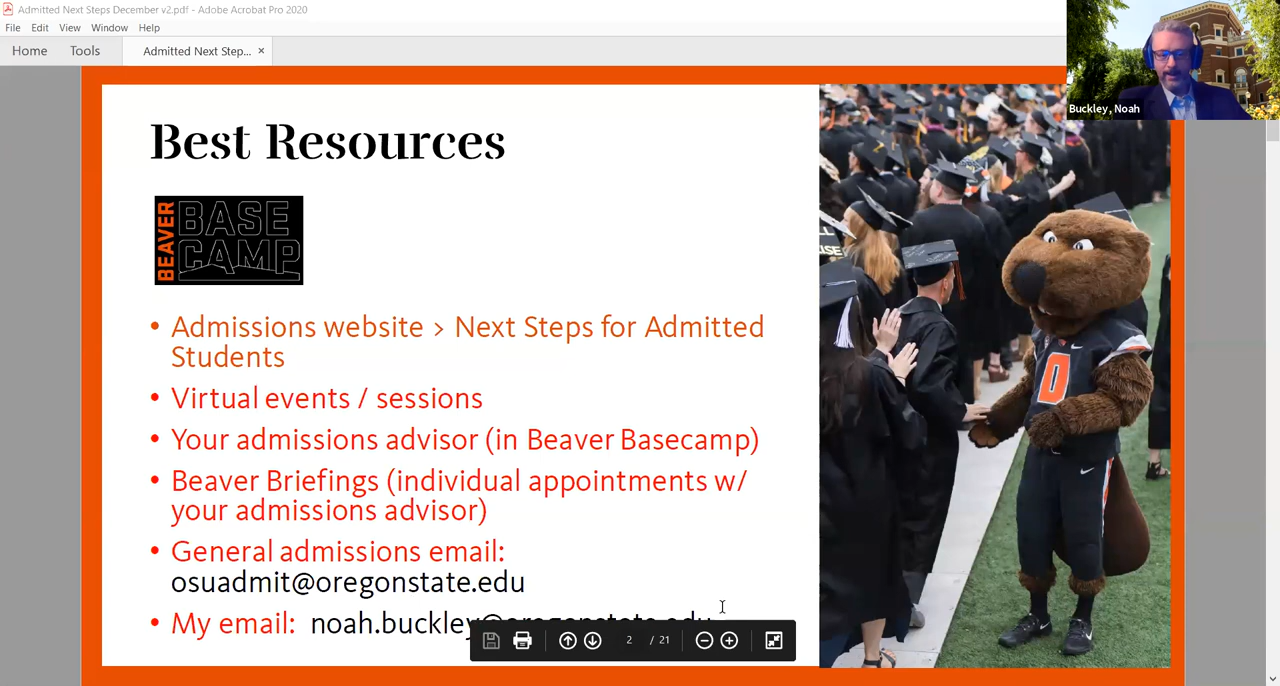 Admitted Next Steps December v2.pdf - Adobe Acrobat Pro 2020
File Edit View Window Help
Home Tools Admitted Next Step... ×
Buckley, Noah
Best Resources
BEAVER
BASE
CAMP
• Admissions website > Next Steps for Admitted
Students
• Virtual events / sessions
• Your admissions advisor (in Beaver Basecamp)
• Beaver Briefings (individual appointments w/
your admissions advisor)
• General admissions email:
osuadmit@oregonstate.edu
• My email: noah.buckley@oregonstate.edu
2 / 21